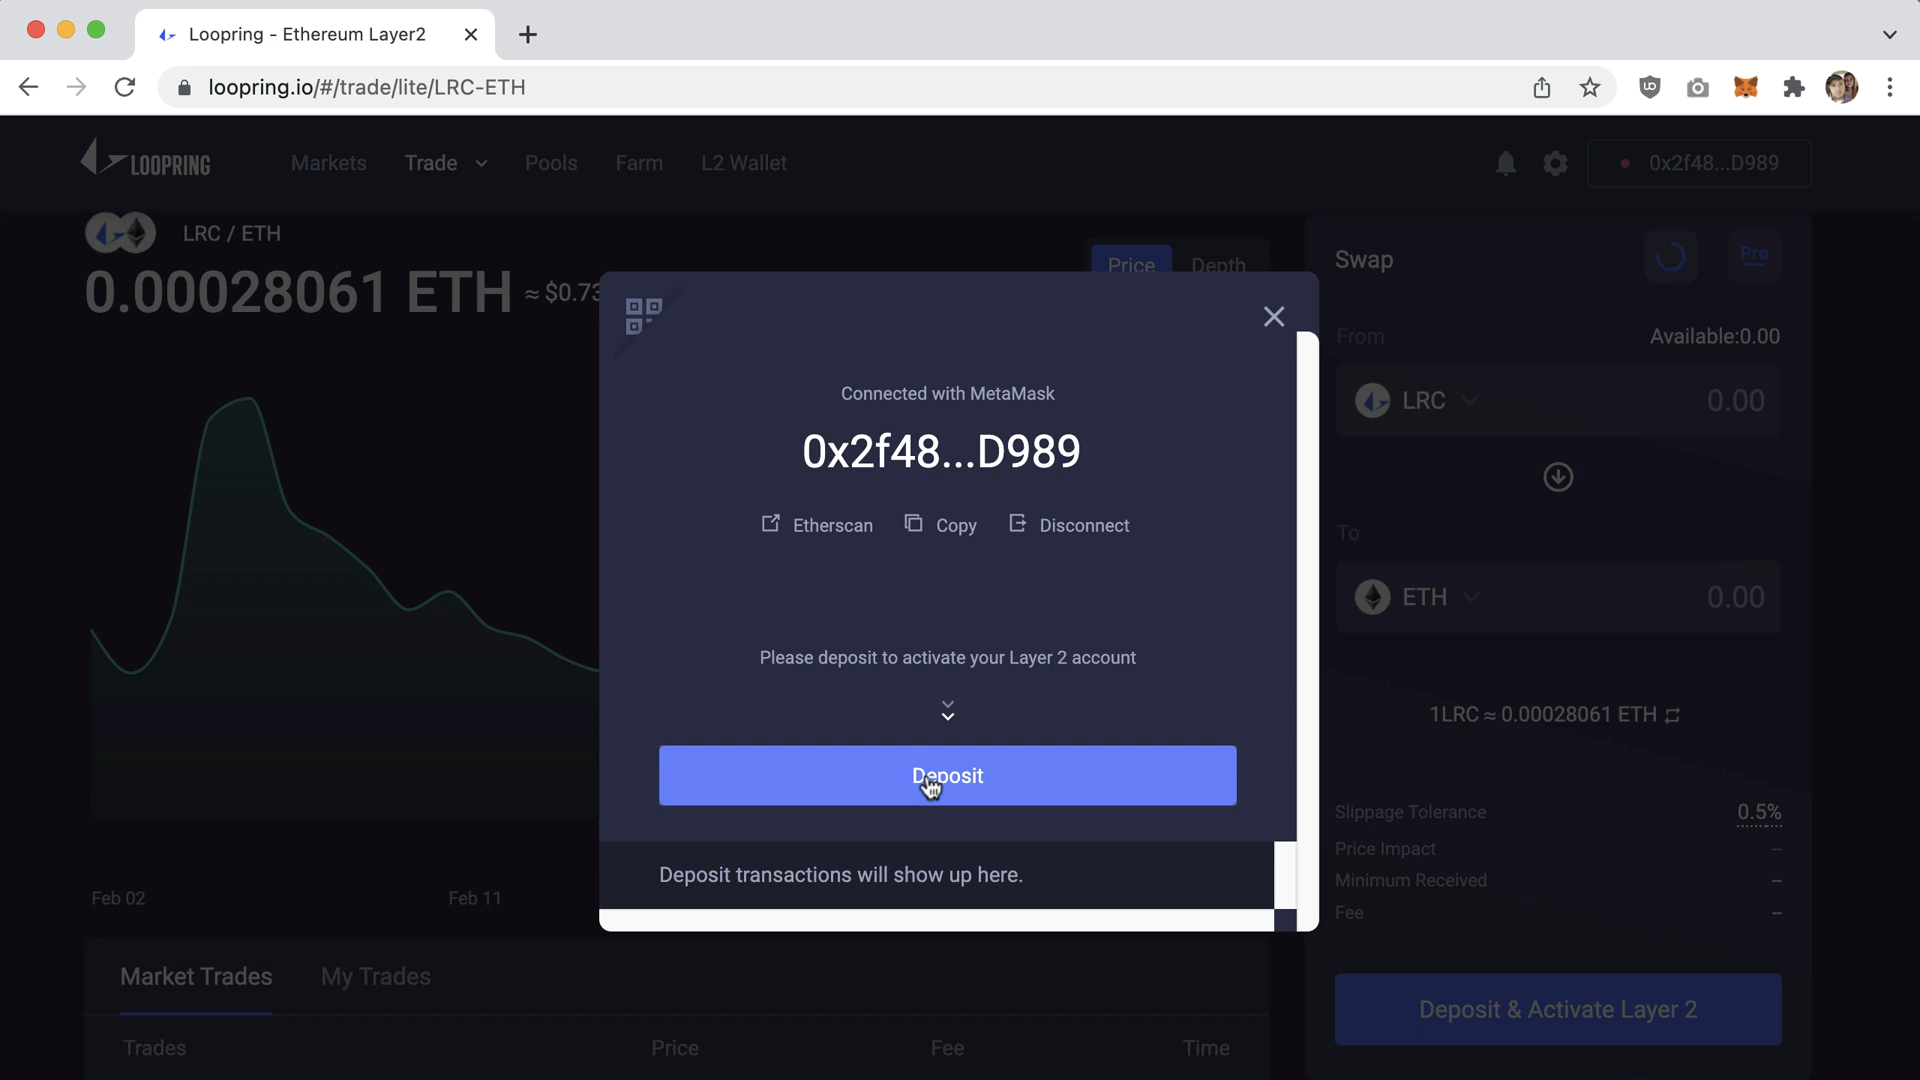 Loopring - Ethereum Layer2
loopring.io/#/trade/lite/LRC-ETH
LOOPRING
Markets
Trade
Pools
Farm
L2 Wallet
0x2f48...D989
LRC / ETH
0.00028061 ETH ≈ $0.73
Price
Depth
Connected with MetaMask
0x2f48...D989
Etherscan
Copy
Disconnect
Please deposit to activate your Layer 2 account
Deposit
Deposit transactions will show up here.
Feb 02
Feb 11
Market Trades
My Trades
Trades
Price
Fee
Time
Swap
Pro
From
Available:0.00
LRC
0.00
To
ETH
0.00
1LRC ≈ 0.00028061 ETH
Slippage Tolerance
0.5%
Price Impact
–
Minimum Received
–
Fee
–
Deposit & Activate Layer 2